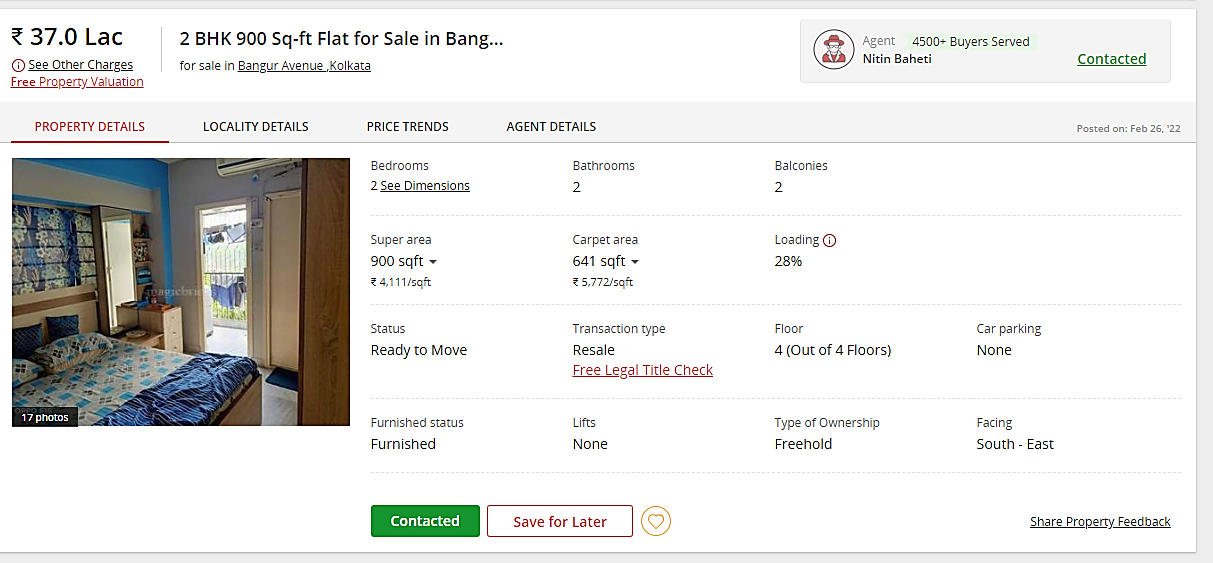 ₹ 37.0 Lac
See Other Charges
Free Property Valuation
2 BHK 900 Sq-ft Flat for Sale in Bang...
for sale in Bangur Avenue ,Kolkata
Agent 4500+ Buyers Served
Nitin Baheti
Contacted
PROPERTY DETAILS LOCALITY DETAILS PRICE TRENDS AGENT DETAILS
Posted on: Feb 26, '22
magicbri
17 photos
Bedrooms Bathrooms Balconies
2 See Dimensions 2 2
Super area Carpet area Loading
900 sqft 641 sqft 28%
₹ 4,111/sqft ₹ 5,772/sqft
Status Transaction type Floor Car parking
Ready to Move Resale 4 (Out of 4 Floors) None
Free Legal Title Check
Furnished status Lifts Type of Ownership Facing
Furnished None Freehold South - East
Contacted Save for Later
Share Property Feedback